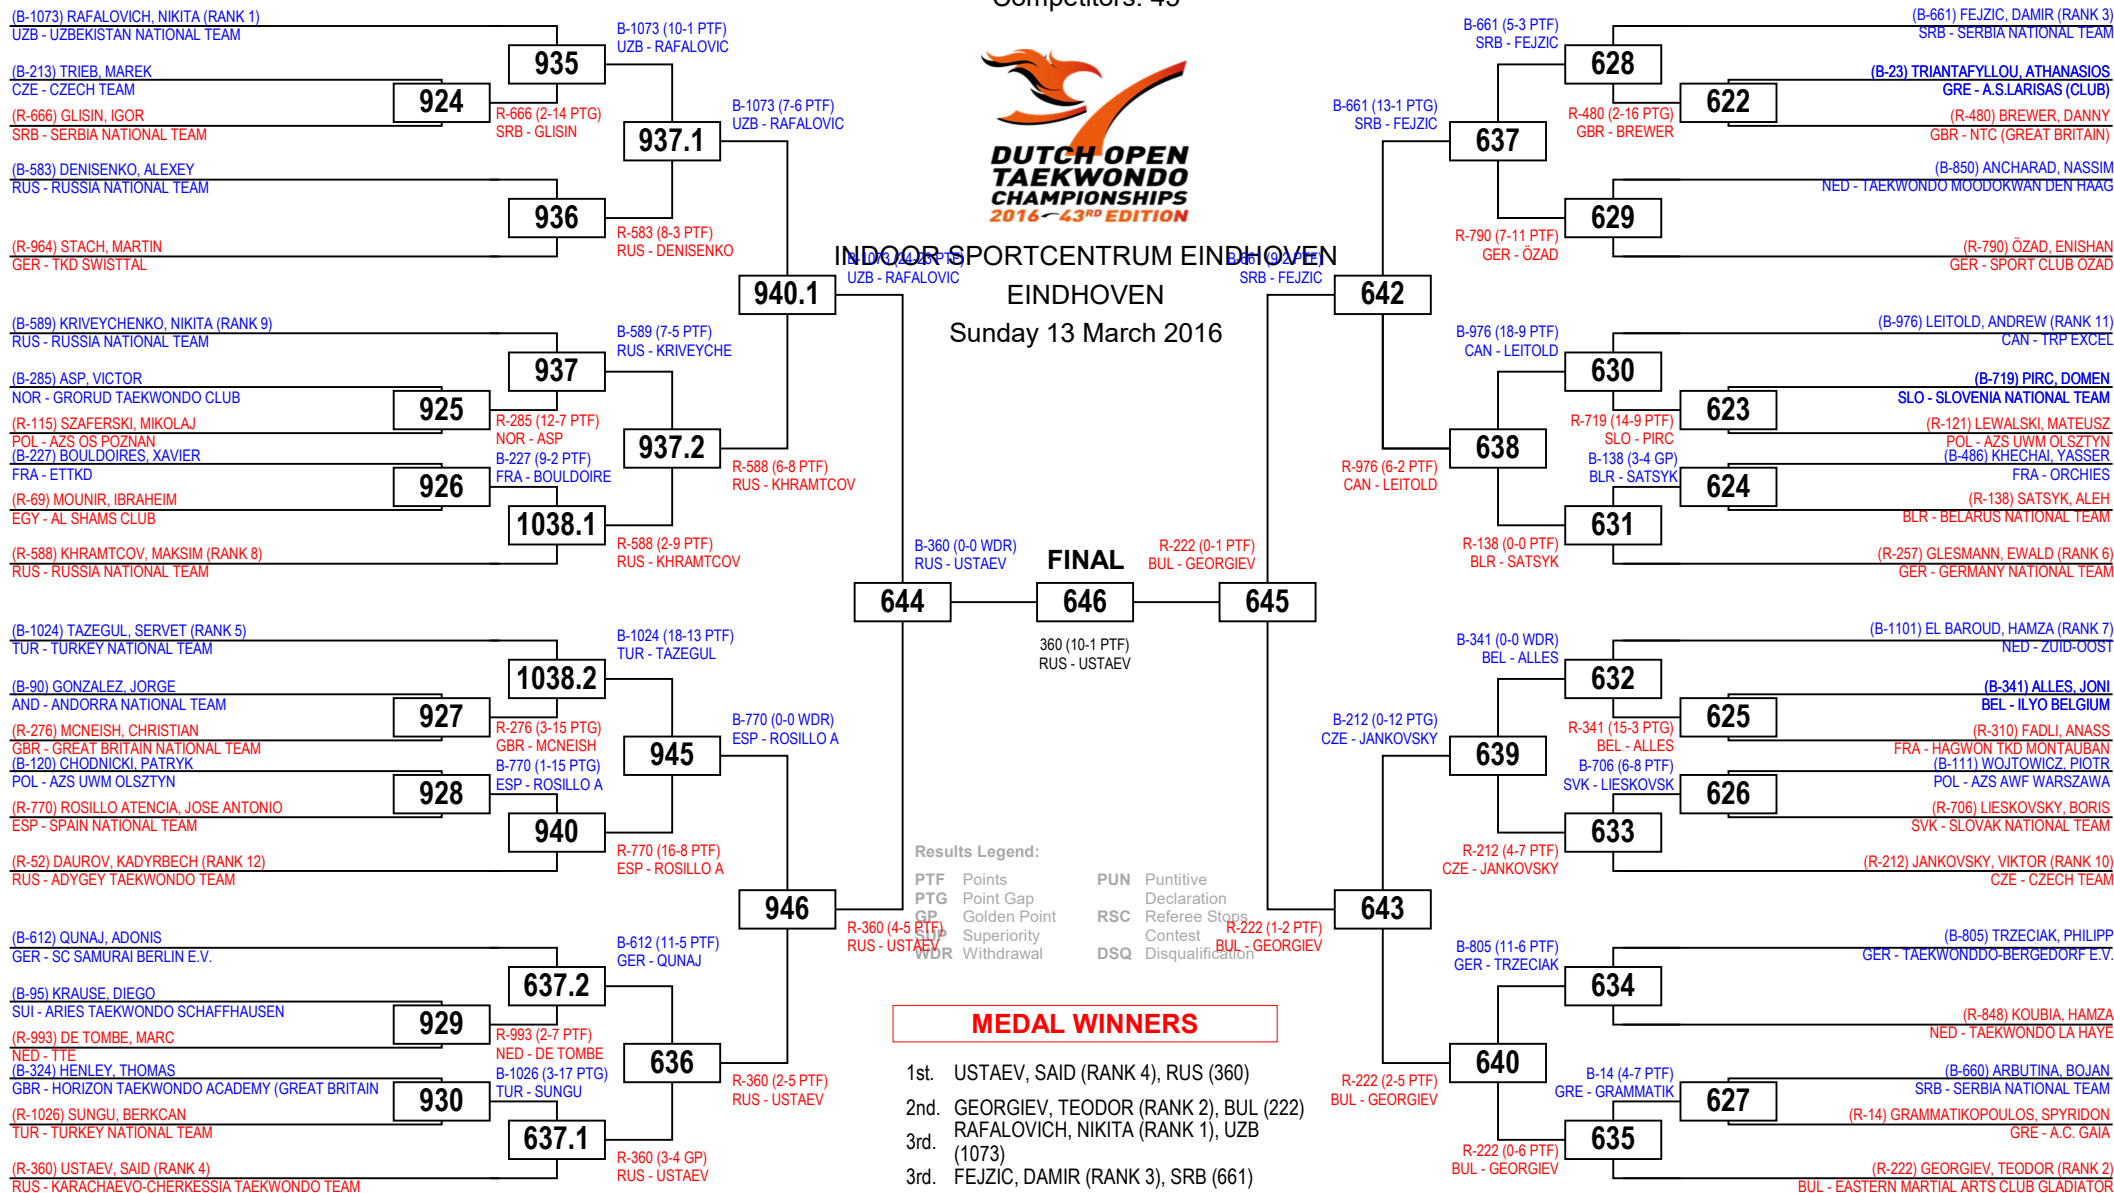 Competitors: 45
DUTCH OPEN
TAEKWONDO
CHAMPIONSHIPS
2016 43RD EDITION
INDOOR SPORTCENTRUM EINDHOVEN
EINDHOVEN
Sunday 13 March 2016
(B-1073) RAFALOVICH, NIKITA (RANK 1)
UZB - UZBEKISTAN NATIONAL TEAM
(B-213) TRIEB, MAREK
CZE - CZECH TEAM
(R-666) GLISIN, IGOR
SRB - SERBIA NATIONAL TEAM
(B-583) DENISENKO, ALEXEY
RUS - RUSSIA NATIONAL TEAM
(R-964) STACH, MARTIN
GER - TKD SWISTTAL
(B-589) KRIVEYCHENKO, NIKITA (RANK 9)
RUS - RUSSIA NATIONAL TEAM
(B-285) ASP, VICTOR
NOR - GRORUD TAEKWONDO CLUB
(R-115) SZAFERSKI, MIKOLAJ
POL - AZS OS POZNAN
(B-227) BOULDOIRES, XAVIER
FRA - ETTKD
(R-69) MOUNIR, IBRAHEIM
EGY - AL SHAMS CLUB
(R-588) KHRAMTCOV, MAKSIM (RANK 8)
RUS - RUSSIA NATIONAL TEAM
(B-1024) TAZEGUL, SERVET (RANK 5)
TUR - TURKEY NATIONAL TEAM
(B-90) GONZALEZ, JORGE
AND - ANDORRA NATIONAL TEAM
(R-276) MCNEISH, CHRISTIAN
GBR - GREAT BRITAIN NATIONAL TEAM
(B-120) CHODNICKI, PATRYK
POL - AZS UWM OLSZTYN
(R-770) ROSILLO ATENCIA, JOSE ANTONIO
ESP - SPAIN NATIONAL TEAM
(R-52) DAUROV, KADYRBECH (RANK 12)
RUS - ADYGEY TAEKWONDO TEAM
(B-612) QUNAJ, ADONIS
GER - SC SAMURAI BERLIN E.V.
(B-95) KRAUSE, DIEGO
SUI - ARIES TAEKWONDO SCHAFFHAUSEN
(R-993) DE TOMBE, MARC
NED - TTE
(B-324) HENLEY, THOMAS
GBR - HORIZON TAEKWONDO ACADEMY (GREAT BRITAIN
(R-1026) SUNGU, BERKCAN
TUR - TURKEY NATIONAL TEAM
(R-360) USTAEV, SAID (RANK 4)
RUS - KARACHAEVO-CHERKESSIA TAEKWONDO TEAM
924
R-666 (2-14 PTG)
SRB - GLISIN
925
R-285 (12-7 PTF)
NOR - ASP
B-227 (9-2 PTF)
FRA - BOULDOIRE
926
927
R-276 (3-15 PTG)
GBR - MCNEISH
B-770 (1-15 PTG)
ESP - ROSILLO A
928
929
R-993 (2-7 PTF)
NED - DE TOMBE
B-1026 (3-17 PTG)
TUR - SUNGU
930
935
B-1073 (10-1 PTF)
UZB - RAFALOVIC
936
R-583 (8-3 PTF)
RUS - DENISENKO
937
B-589 (7-5 PTF)
RUS - KRIVEYCHE
1038.1
R-588 (2-9 PTF)
RUS - KHRAMTCOV
1038.2
B-1024 (18-13 PTF)
TUR - TAZEGUL
940
R-770 (16-8 PTF)
ESP - ROSILLO A
637.2
B-612 (11-5 PTF)
GER - QUNAJ
637.1
R-360 (3-4 GP)
RUS - USTAEV
937.1
B-1073 (7-6 PTF)
UZB - RAFALOVIC
937.2
R-588 (6-8 PTF)
RUS - KHRAMTCOV
945
B-770 (0-0 WDR)
ESP - ROSILLO A
636
R-360 (2-5 PTF)
RUS - USTAEV
940.1
B-1073 (24-23 PTF)
UZB - RAFALOVIC
946
R-360 (4-5 PTF)
RUS - USTAEV
644
B-360 (0-0 WDR)
RUS - USTAEV
FINAL
646
360 (10-1 PTF)
RUS - USTAEV
R-222 (0-1 PTF)
BUL - GEORGIEV
645
B-661 (9-2 PTF)
SRB - FEJZIC
642
R-222 (1-2 PTF)
BUL - GEORGIEV
643
B-661 (13-1 PTG)
SRB - FEJZIC
637
R-976 (6-2 PTF)
CAN - LEITOLD
638
B-212 (0-12 PTG)
CZE - JANKOVSKY
639
R-222 (2-5 PTF)
BUL - GEORGIEV
640
B-661 (5-3 PTF)
SRB - FEJZIC
628
R-790 (7-11 PTF)
GER - ÖZAD
629
B-976 (18-9 PTF)
CAN - LEITOLD
630
R-138 (0-0 PTF)
BLR - SATSYK
631
B-341 (0-0 WDR)
BEL - ALLES
632
R-212 (4-7 PTF)
CZE - JANKOVSKY
633
B-805 (11-6 PTF)
GER - TRZECIAK
634
R-222 (0-6 PTF)
BUL - GEORGIEV
635
R-480 (2-16 PTG)
GBR - BREWER
622
R-719 (14-9 PTF)
SLO - PIRC
623
B-138 (3-4 GP)
BLR - SATSYK
624
R-341 (15-3 PTG)
BEL - ALLES
625
B-706 (6-8 PTF)
SVK - LIESKOVSK
626
B-14 (4-7 PTF)
GRE - GRAMMATIK
627
(B-661) FEJZIC, DAMIR (RANK 3)
SRB - SERBIA NATIONAL TEAM
(B-23) TRIANTAFYLLOU, ATHANASIOS
GRE - A.S.LARISAS (CLUB)
(R-480) BREWER, DANNY
GBR - NTC (GREAT BRITAIN)
(B-850) ANCHARAD, NASSIM
NED - TAEKWONDO MOODOKWAN DEN HAAG
(R-790) ÖZAD, ENISHAN
GER - SPORT CLUB OZAD
(B-976) LEITOLD, ANDREW (RANK 11)
CAN - TRP EXCEL
(B-719) PIRC, DOMEN
SLO - SLOVENIA NATIONAL TEAM
(R-121) LEWALSKI, MATEUSZ
POL - AZS UWM OLSZTYN
(B-486) KHECHAI, YASSER
FRA - ORCHIES
(R-138) SATSYK, ALEH
BLR - BELARUS NATIONAL TEAM
(R-257) GLESMANN, EWALD (RANK 6)
GER - GERMANY NATIONAL TEAM
(B-1101) EL BAROUD, HAMZA (RANK 7)
NED - ZUID-OOST
(B-341) ALLES, JONI
BEL - ILYO BELGIUM
(R-310) FADLI, ANASS
FRA - HAGWON TKD MONTAUBAN
(B-111) WOJTOWICZ, PIOTR
POL - AZS AWF WARSZAWA
(R-706) LIESKOVSKY, BORIS
SVK - SLOVAK NATIONAL TEAM
(R-212) JANKOVSKY, VIKTOR (RANK 10)
CZE - CZECH TEAM
(B-805) TRZECIAK, PHILIPP
GER - TAEKWONDDO-BERGEDORF E.V.
(R-848) KOUBIA, HAMZA
NED - TAEKWONDO LA HAYE
(B-660) ARBUTINA, BOJAN
SRB - SERBIA NATIONAL TEAM
(R-14) GRAMMATIKOPOULOS, SPYRIDON
GRE - A.C. GAIA
(R-222) GEORGIEV, TEODOR (RANK 2)
BUL - EASTERN MARTIAL ARTS CLUB GLADIATOR
Results Legend:
PTF Points PUN Puntitive
PTG Point Gap Declaration
GP Golden Point RSC Referee Stops
SUP Superiority Contest
WDR Withdrawal DSQ Disqualification
MEDAL WINNERS
1st. USTAEV, SAID (RANK 4), RUS (360)
2nd. GEORGIEV, TEODOR (RANK 2), BUL (222)
3rd. RAFALOVICH, NIKITA (RANK 1), UZB
(1073)
3rd. FEJZIC, DAMIR (RANK 3), SRB (661)